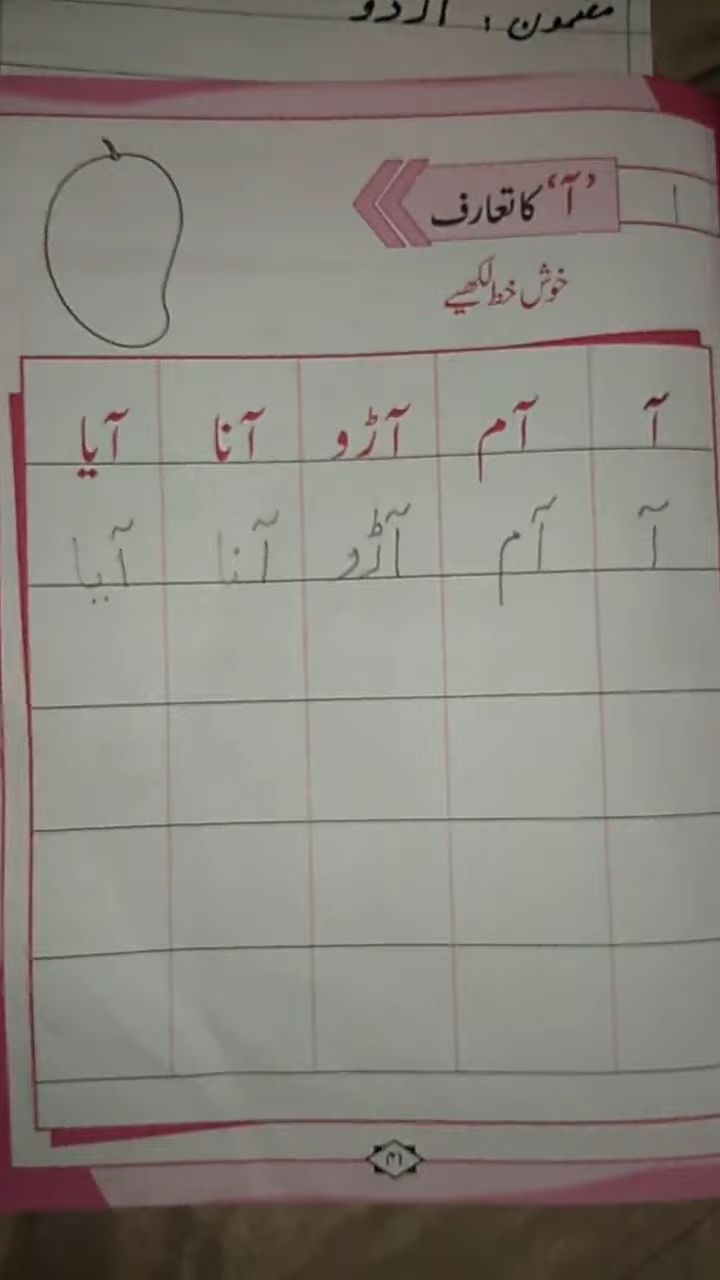 مضمون: اردو
ا
’آ‘ کا تعارف
خوش خط لکھیے
آ آم آڑو آنا آیا
آ آم آڑو آنا آیا